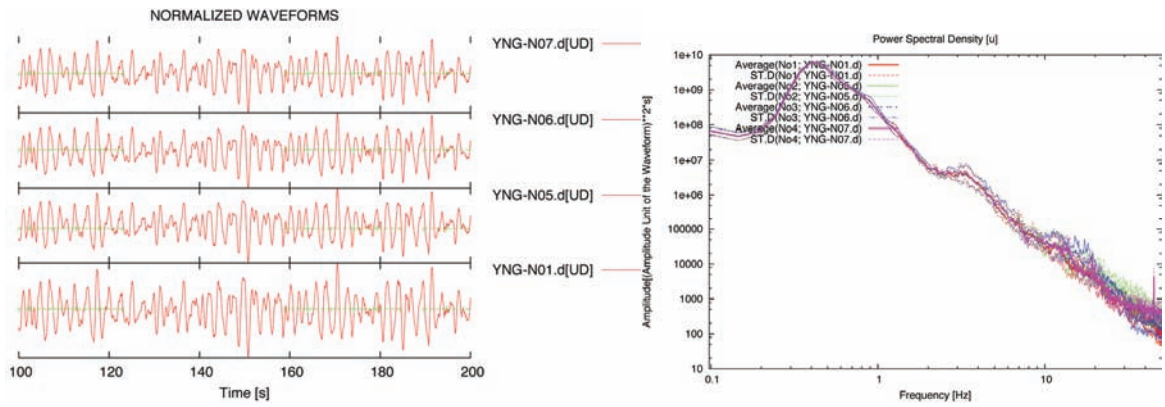 NORMALIZED WAVEFORMS
YNG-N07.d[UD]
YNG-N06.d[UD]
YNG-N05.d[UD]
YNG-N01.d[UD]
100 120 140 160 180 200
Time [s]
Power Spectral Density [u]
Average(No1; YNG-N01.d)
ST.D(No1; YNG-N01.d)
Average(No2; YNG-N05.d)
ST.D(No2; YNG-N05.d)
Average(No3; YNG-N06.d)
ST.D(No3; YNG-N06.d)
Average(No4; YNG-N07.d)
ST.D(No4; YNG-N07.d)
Amplitude[(Amplitude Unit of the Waveform)**2*s]
1e+10
1e+09
1e+08
1e+07
1e+06
100000
10000
1000
100
10
0.1 1 10
Frequency [Hz]